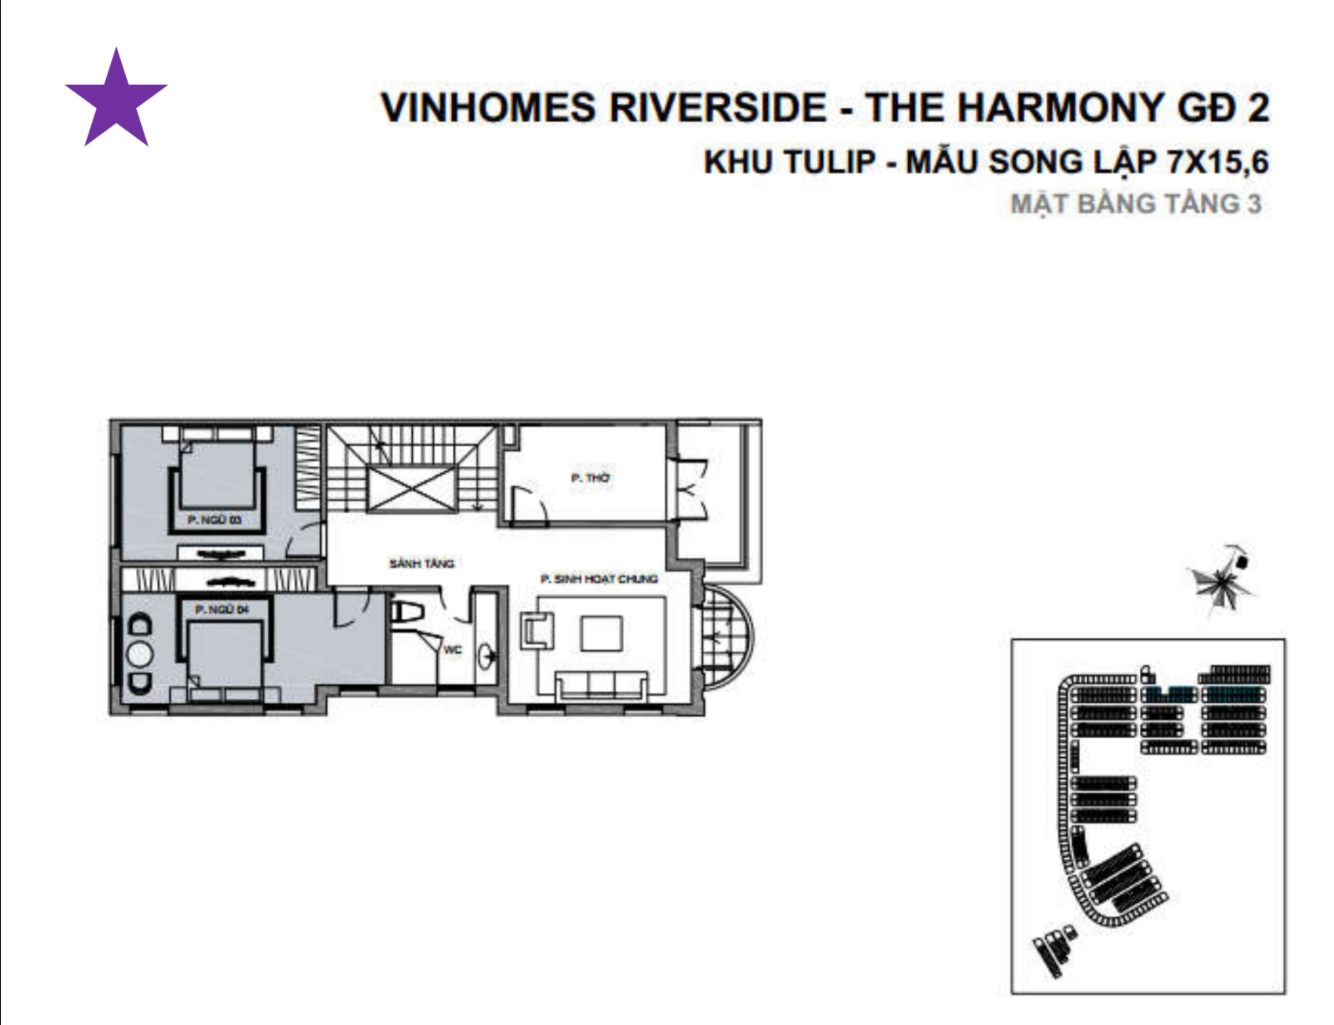 VINHOMES RIVERSIDE - THE HARMONY GĐ 2
KHU TULIP - MẪU SONG LẬP 7X15,6
MẶT BẰNG TẦNG 3
P. THỜ
P. NGỦ 03
SẢNH TẦNG
P. SINH HOẠT CHUNG
P. NGỦ 04
WC